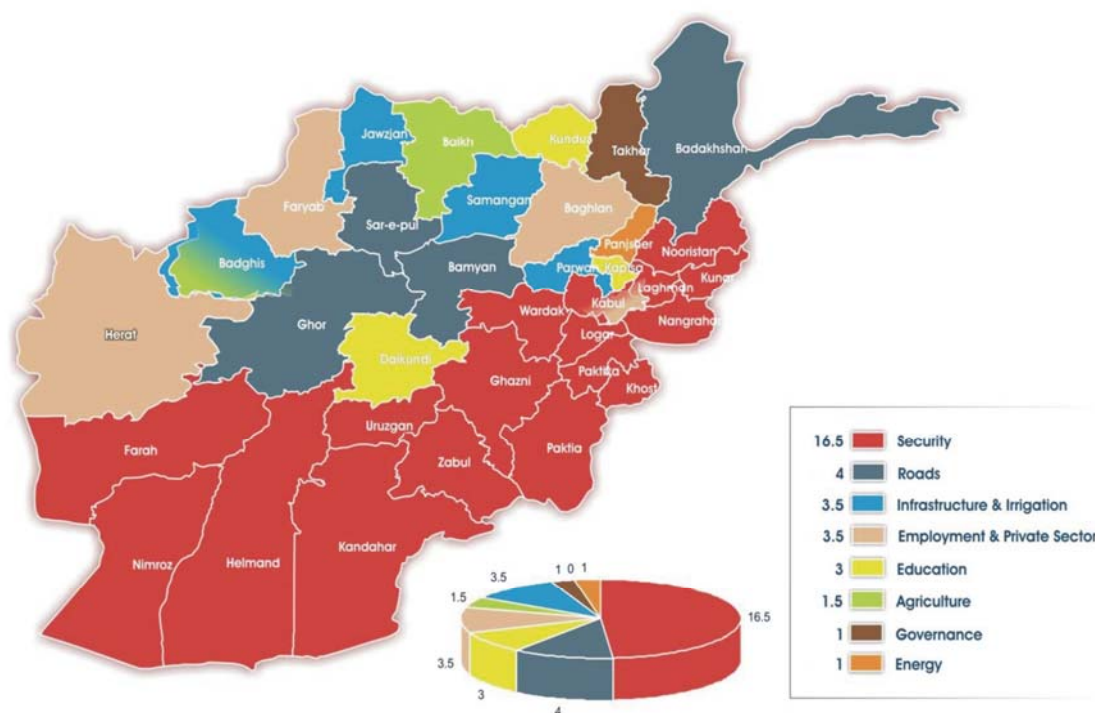 Jawzjan
Balkh
Kunduz
Takhar
Badakhshan
Faryab
Sar-e-pul
Samangan
Baghlan
Badghis
Panjsher
Nooristan
Bamyan
Parwan
Kapisa
Kunar
Laghman
Herat
Ghor
Wardak
Kabul
Nangrahar
Daikundi
Logar
Ghazni
Paktika
Khost
Uruzgan
Farah
Zabul
Paktia
Nimroz
Helmand
Kandahar
16.5 Security
4 Roads
3.5 Infrastructure & Irrigation
3.5 Employment & Private Sector
3 Education
1.5 Agriculture
1 Governance
1 Energy
3.5
1 0 1
1.5
16.5
3.5
3
4